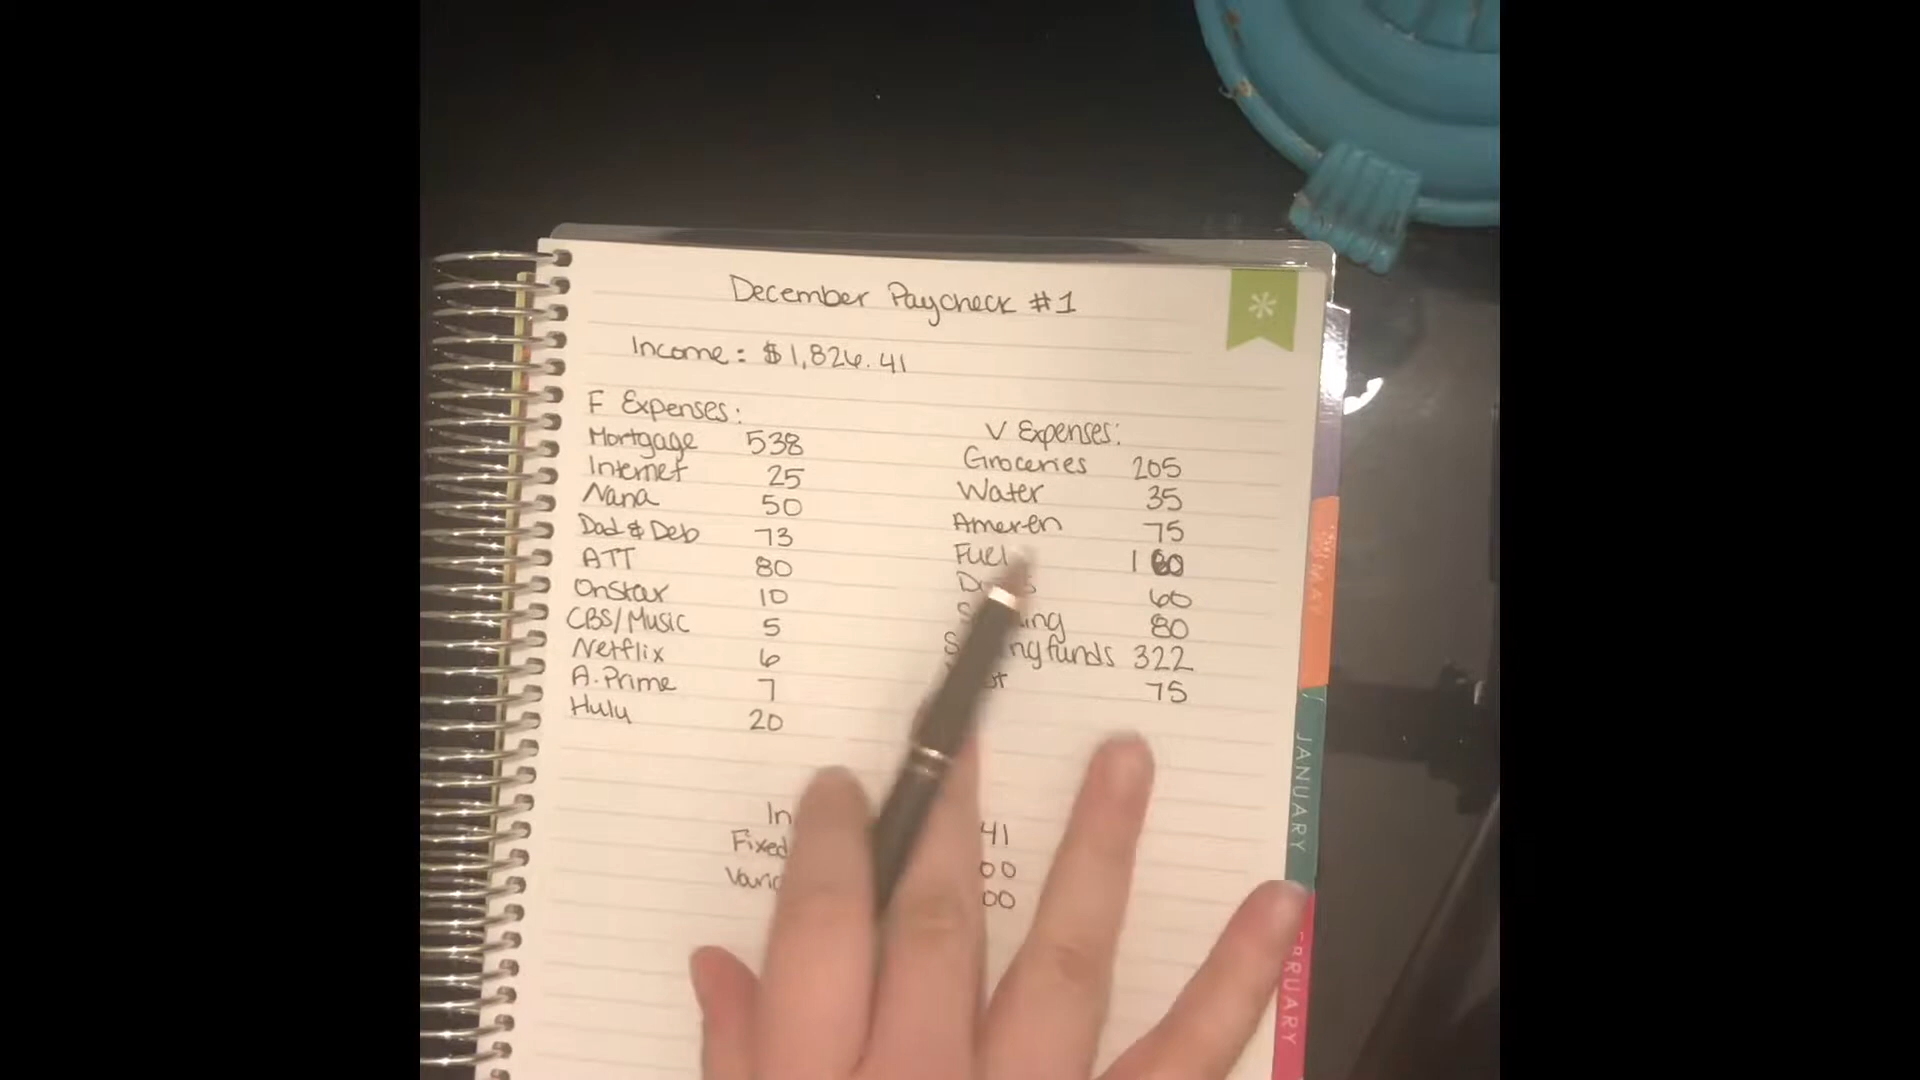 December Paycheck #1
Income: $1,826.41
F Expenses:
Mortgage 538
Internet 25
Nana 50
Dad & Deb 73
ATT 80
Onstar 10
CBS/Music 5
Netflix 6
A. Prime 7
Hulu 20
V Expenses:
Groceries 205
Water 35
Ameren 75
Fuel
60
80
322
75
In
41
Fixed
00
00
MAY
JANUARY